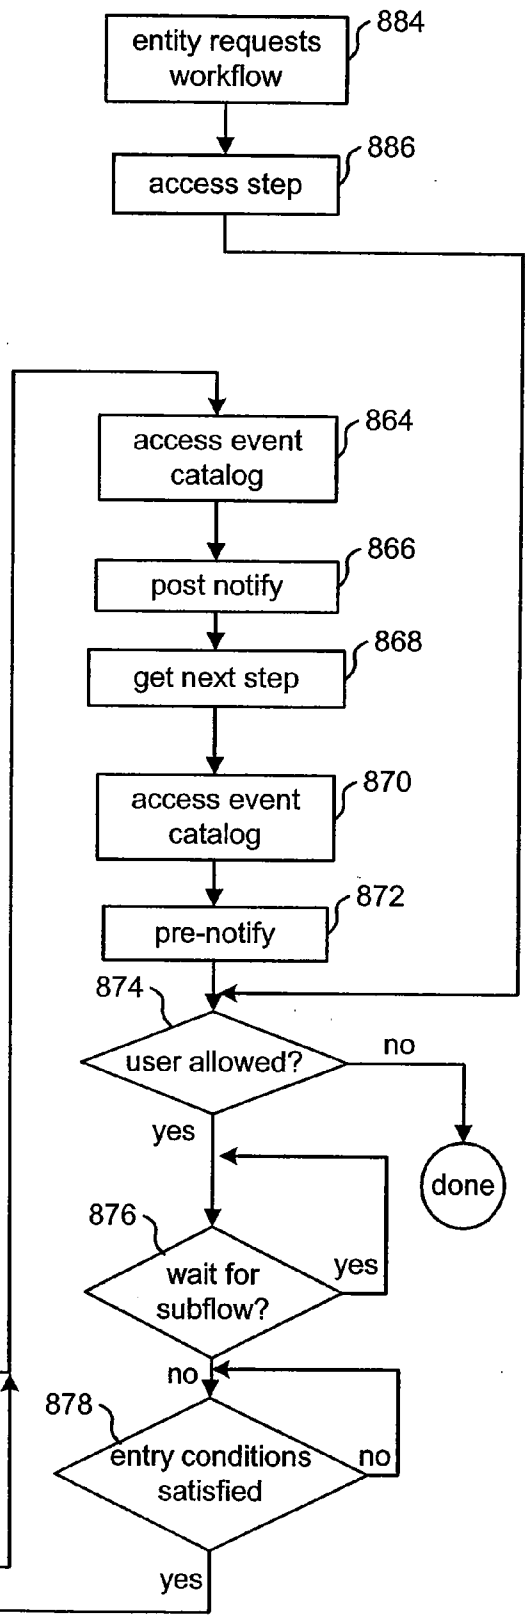 884
entity requests
workflow
886
access step
864
access event
catalog
866
post notify
868
get next step
870
access event
catalog
872
pre-notify
874
user allowed?
no
yes
done
876
wait for
subflow?
yes
no
878
entry conditions
satisfied
no
yes